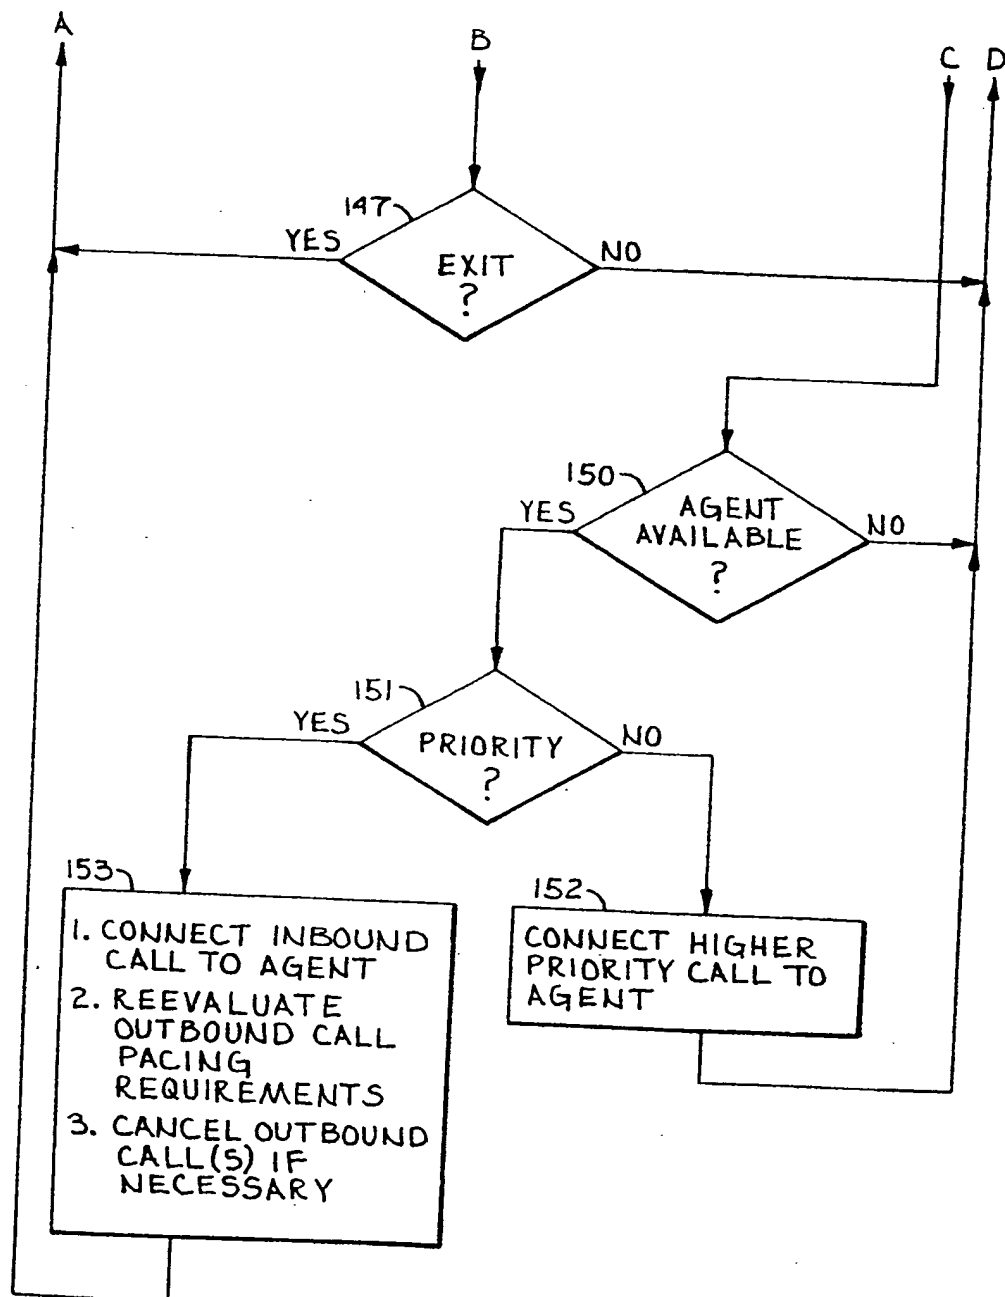 A
B
C D
147
YES
EXIT
?
NO
150
YES
AGENT
AVAILABLE
?
NO
151
YES
PRIORITY
?
NO
153
1. CONNECT INBOUND
CALL TO AGENT
2. REEVALUATE
OUTBOUND CALL
PACING
REQUIREMENTS
3. CANCEL OUTBOUND
CALL(S) IF
NECESSARY
152
CONNECT HIGHER
PRIORITY CALL TO
AGENT